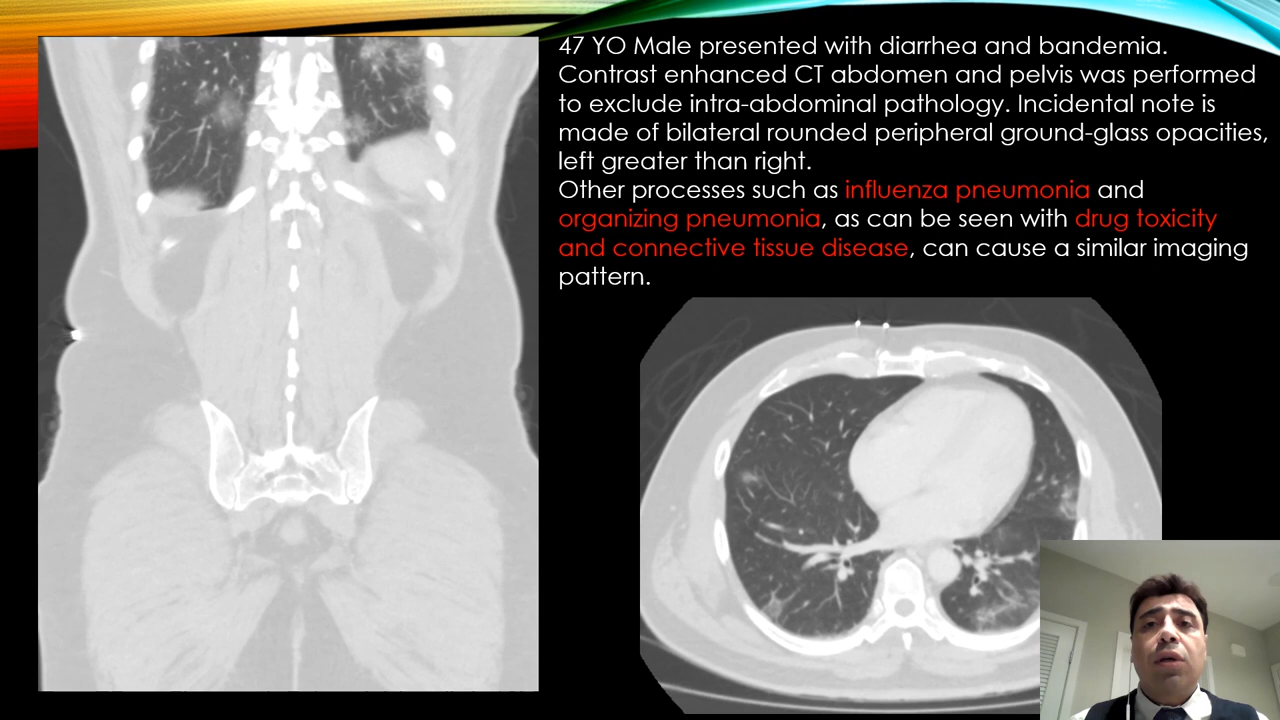 47 YO Male presented with diarrhea and bandemia.
Contrast enhanced CT abdomen and pelvis was performed
to exclude intra-abdominal pathology. Incidental note is
made of bilateral rounded peripheral ground-glass opacities,
left greater than right.
Other processes such as influenza pneumonia and
organizing pneumonia, as can be seen with drug toxicity
and connective tissue disease, can cause a similar imaging
pattern.